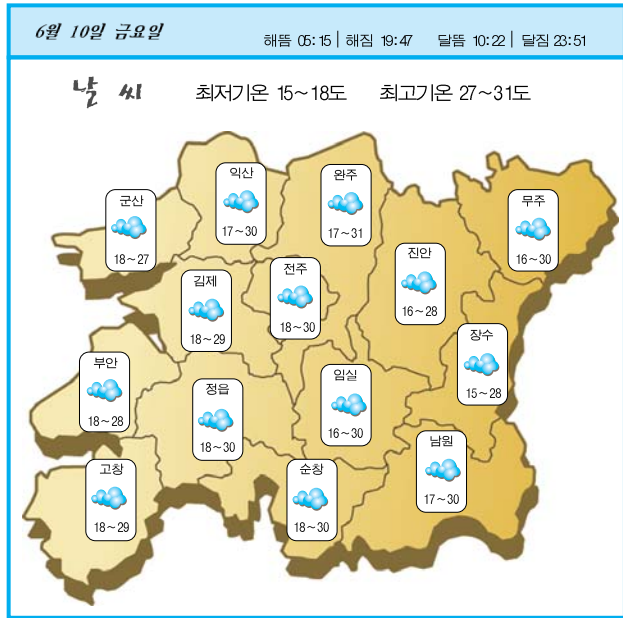 6월 10일 금요일
해뜸 05:15 | 해짐 19:47 달뜸 10:22 | 달짐 23:51
날 씨 최저기온 15~18도 최고기온 27~31도
익산
17~30
완주
17~31
군산
18~27
무주
16~30
진안
16~28
전주
18~30
김제
18~29
장수
15~28
부안
18~28
임실
16~30
정읍
18~30
남원
17~30
고창
18~29
순창
18~30